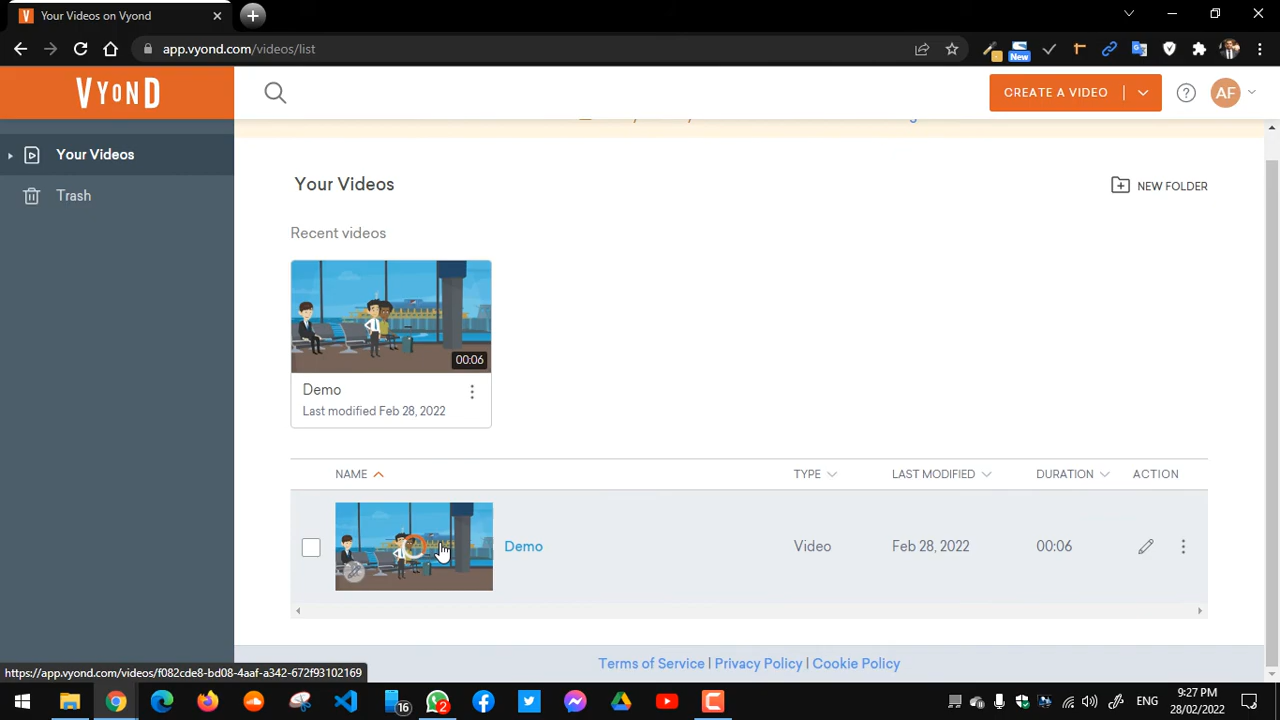 Your Videos on Vyond
app.vyond.com/videos/list
New
VYOND
CREATE A VIDEO
AF
Your Videos
Trash
Your Videos
NEW FOLDER
Recent videos
00:06
Demo
Last modified Feb 28, 2022
NAME TYPE LAST MODIFIED DURATION ACTION
Demo Video Feb 28, 2022 00:06
Terms of Service | Privacy Policy | Cookie Policy
https://app.vyond.com/videos/f082cde8-bd08-4aaf-a342-672f93102169
16
2
ENG
9:27 PM
28/02/2022